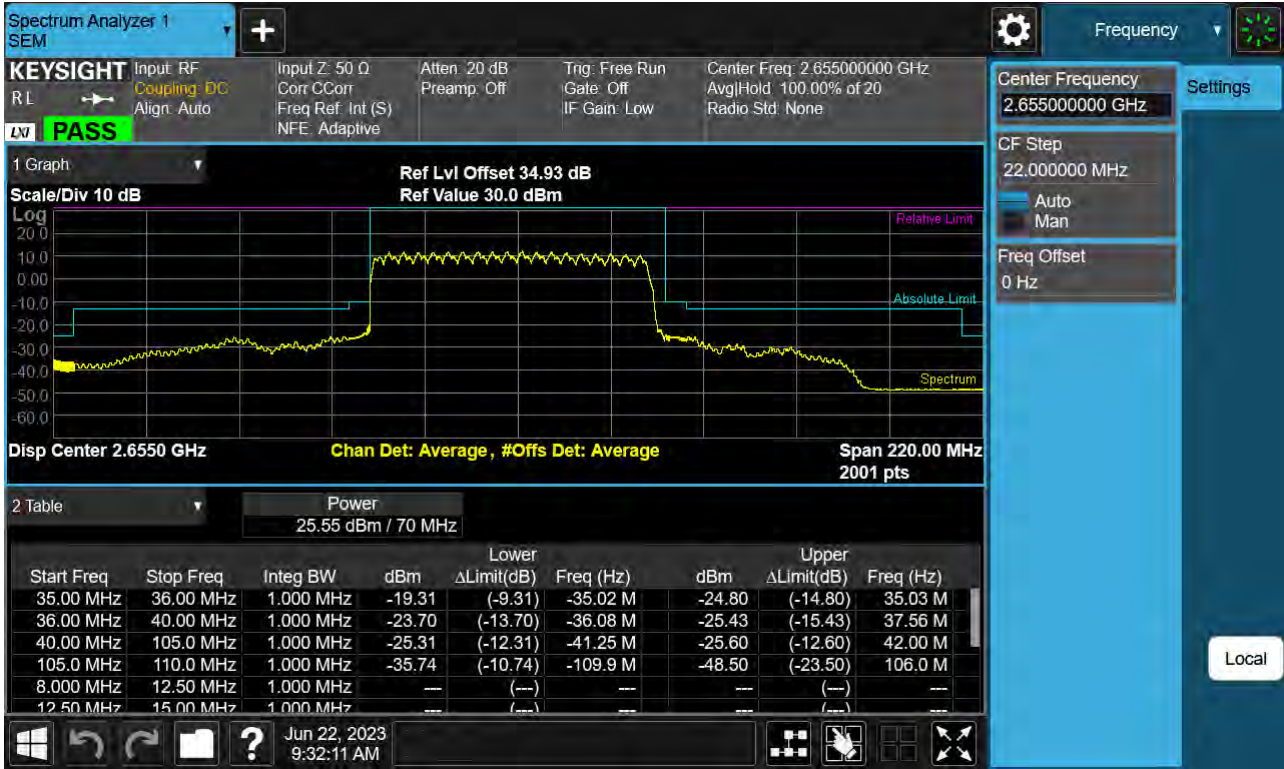 Spectrum Analyzer 1
SEM
Frequency
KEYSIGHT
R L
LXI
PASS
Input: RF
Coupling: DC
Align: Auto
Input Z: 50 Ω
Corr CCorr
Freq Ref: Int (S)
NFE: Adaptive
Atten: 20 dB
Preamp: Off
Trig: Free Run
Gate: Off
IF Gain: Low
Center Freq: 2.655000000 GHz
Avg|Hold: 100.00% of 20
Radio Std: None
Center Frequency
2.655000000 GHz
Settings
CF Step
22.000000 MHz
Auto
Man
Freq Offset
0 Hz
Local
1 Graph
Ref Lvl Offset 34.93 dB
Scale/Div 10 dB
Ref Value 30.0 dBm
Log
20.0
10.0
0.00
-10.0
-20.0
-30.0
-40.0
-50.0
-60.0
Relative Limit
Absolute Limit
Spectrum
Disp Center 2.6550 GHz
Chan Det: Average, #Offs Det: Average
Span 220.00 MHz
2001 pts
2 Table
Power
25.55 dBm / 70 MHz
Lower Upper
Start Freq Stop Freq Integ BW dBm ΔLimit(dB) Freq (Hz) dBm ΔLimit(dB) Freq (Hz)
35.00 MHz 36.00 MHz 1.000 MHz -19.31 (-9.31) -35.02 M -24.80 (-14.80) 35.03 M
36.00 MHz 40.00 MHz 1.000 MHz -23.70 (-13.70) -36.08 M -25.43 (-15.43) 37.56 M
40.00 MHz 105.0 MHz 1.000 MHz -25.31 (-12.31) -41.25 M -25.60 (-12.60) 42.00 M
105.0 MHz 110.0 MHz 1.000 MHz -35.74 (-10.74) -109.9 M -48.50 (-23.50) 106.0 M
8.000 MHz 12.50 MHz 1.000 MHz --- (---) --- --- (---) ---
12.50 MHz 15.00 MHz 1.000 MHz --- (---) --- --- (---) ---
Jun 22, 2023
9:32:11 AM